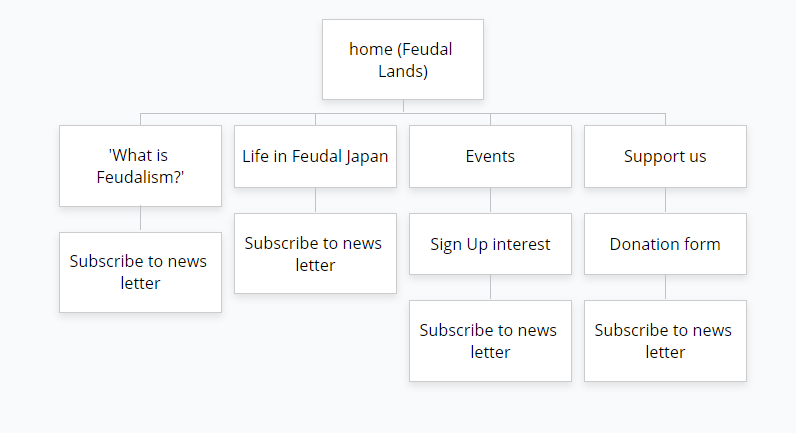 home (Feudal
Lands)
'What is
Feudalism?'
Life in Feudal Japan
Events
Support us
Subscribe to news
letter
Subscribe to news
letter
Sign Up interest
Donation form
Subscribe to news
letter
Subscribe to news
letter